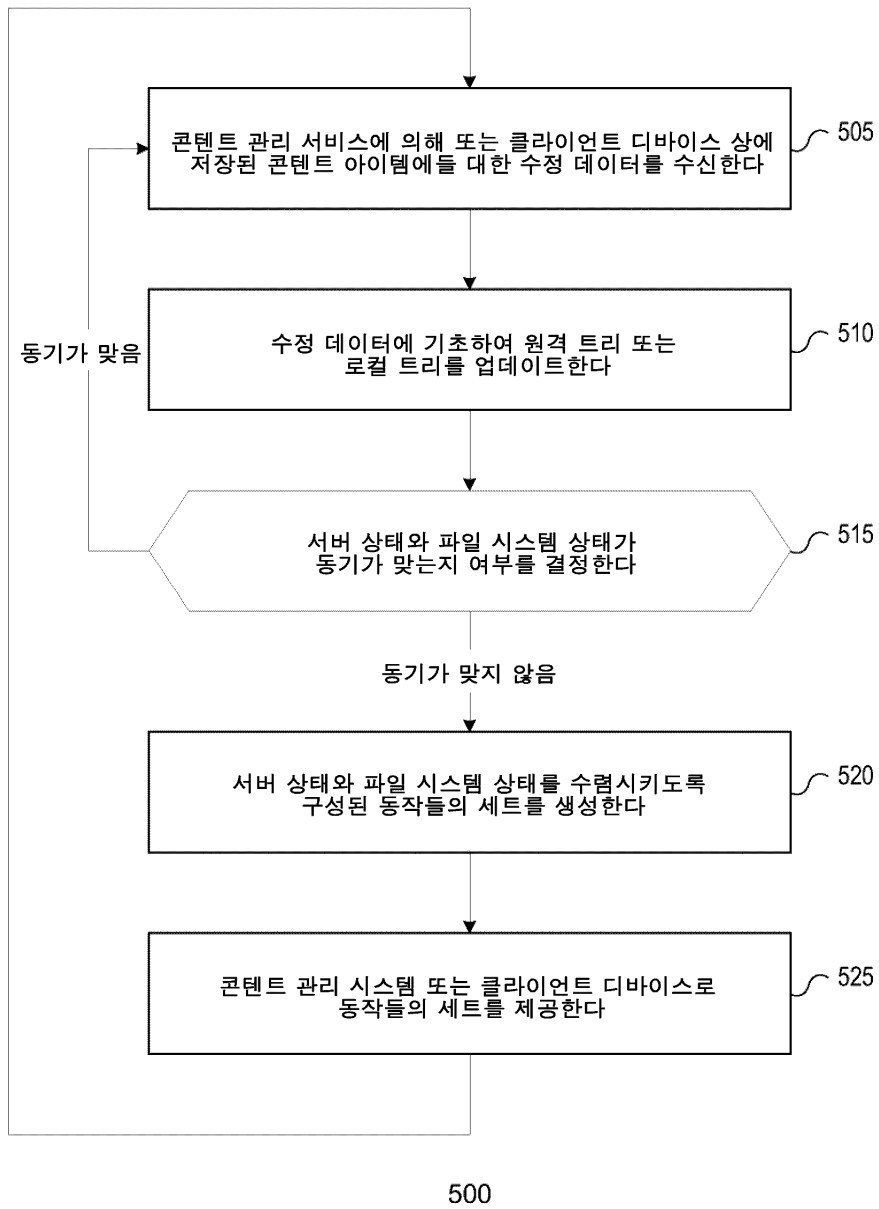 콘텐트 관리 서비스에 의해 또는 클라이언트 디바이스 상에
저장된 콘텐트 아이템에들 대한 수정 데이터를 수신한다
505
수정 데이터에 기초하여 원격 트리 또는
로컬 트리를 업데이트한다
510
동기가 맞음
서버 상태와 파일 시스템 상태가
동기가 맞는지 여부를 결정한다
515
동기가 맞지 않음
서버 상태와 파일 시스템 상태를 수렴시키도록
구성된 동작들의 세트를 생성한다
520
콘텐트 관리 시스템 또는 클라이언트 디바이스로
동작들의 세트를 제공한다
525
500